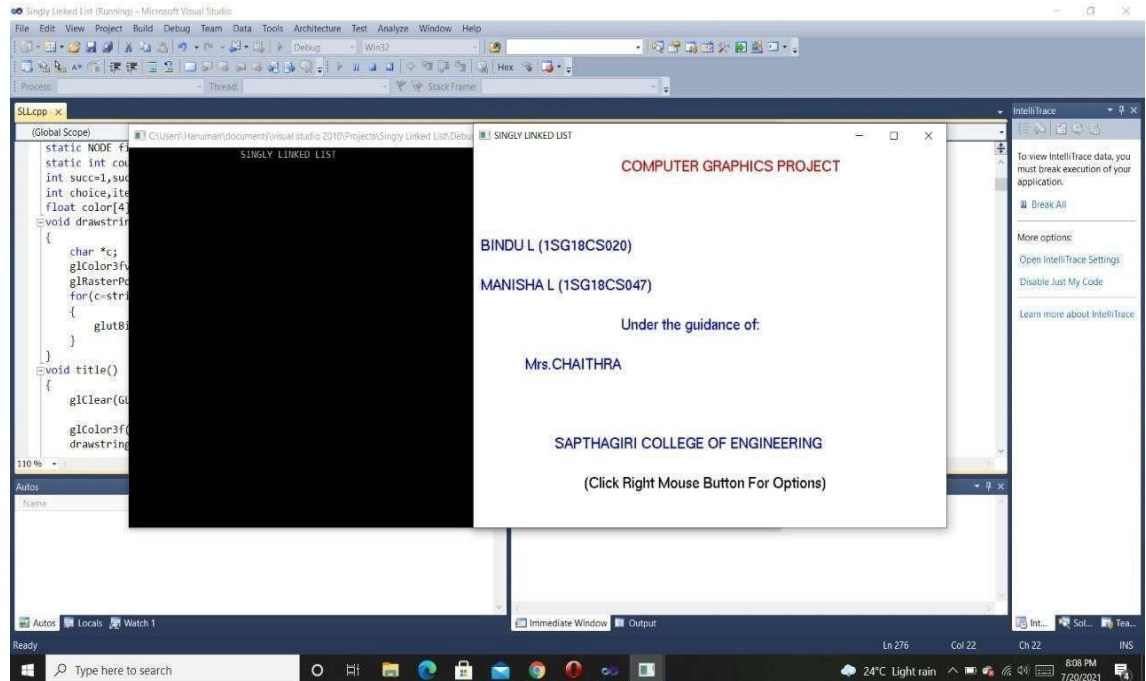 Singly Linked List (Running) - Microsoft Visual Studio
File Edit View Project Build Debug Team Data Tools Architecture Test Analyze Window Help
Debug Win32
Hex
Process: Thread: Stack Frame:
SLL.cpp
(Global Scope)
static NODE fi
static int cou
int succ=1,suc
int choice,ite
float color[4]
void drawstrin
{
char *c;
glColor3fv
glRasterPo
for(c=stri
{
glutBi
}
}
void title()
{
glClear(GL
glColor3f(
drawstring
110 %
C:\Users\Hanuman\documents\visual studio 2010\Projects\Singly Linked List\Debu
SINGLY LINKED LIST
SINGLY LINKED LIST
COMPUTER GRAPHICS PROJECT
BINDU L (1SG18CS020)
MANISHA L (1SG18CS047)
Under the guidance of:
Mrs.CHAITHRA
SAPTHAGIRI COLLEGE OF ENGINEERING
(Click Right Mouse Button For Options)
IntelliTrace
To view IntelliTrace data, you
must break execution of your
application.
Break All
More options:
Open IntelliTrace Settings
Disable Just My Code
Learn more about IntelliTrace
Autos
Name
Autos Locals Watch 1
Immediate Window Output
Int... Sol... Tea...
Ready Ln 276 Col 22 Ch 22 INS
Type here to search
24°C Light rain
8:08 PM
7/20/2021